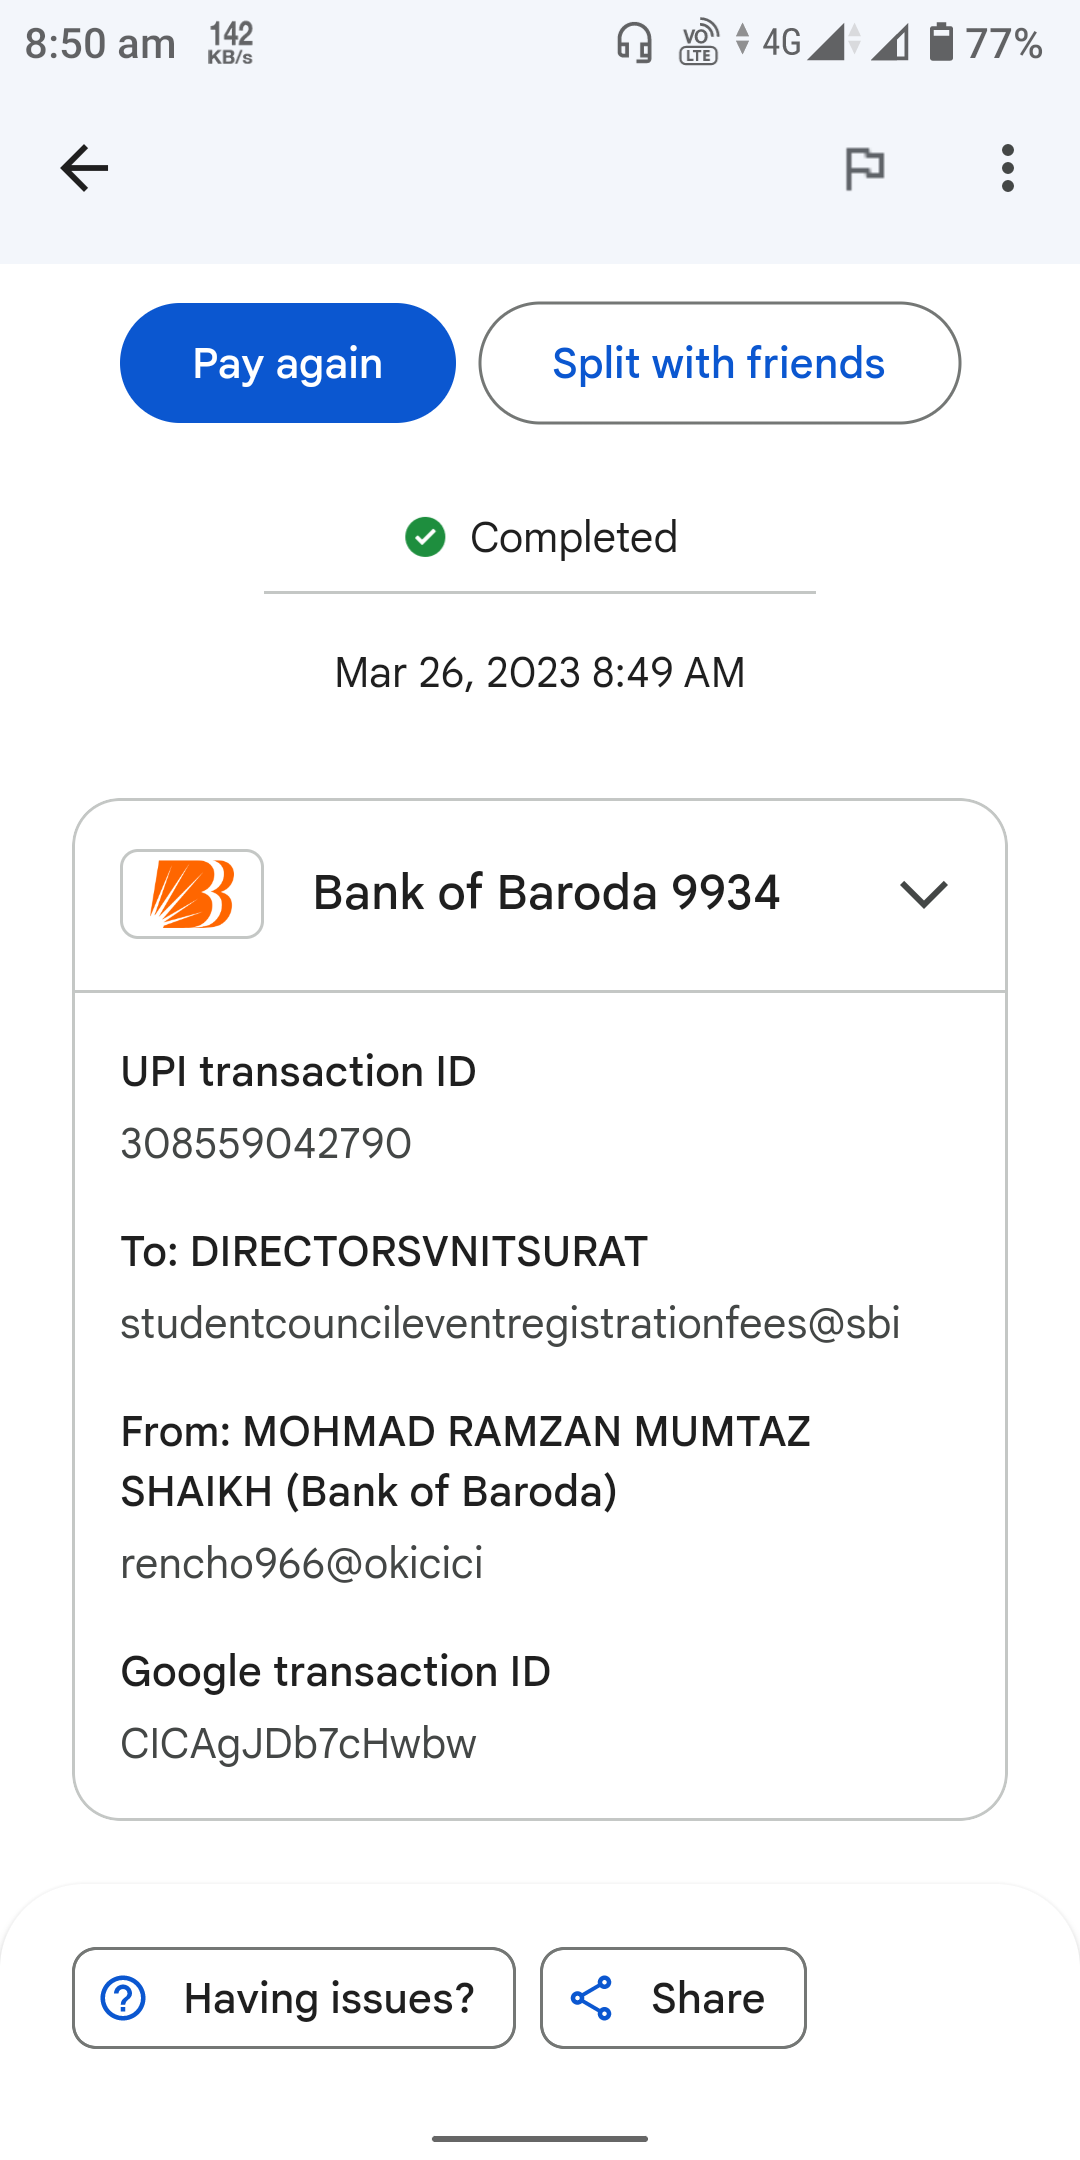 8:50 am 142 KB/s VO LTE 4G 77%
Pay again Split with friends
Completed
Mar 26, 2023 8:49 AM
Bank of Baroda 9934
UPI transaction ID
308559042790
To: DIRECTORSVNITSURAT
studentcouncileventregistrationfees@sbi
From: MOHMAD RAMZAN MUMTAZ
SHAIKH (Bank of Baroda)
rencho966@okicici
Google transaction ID
CICAgJDb7cHwbw
Having issues? Share